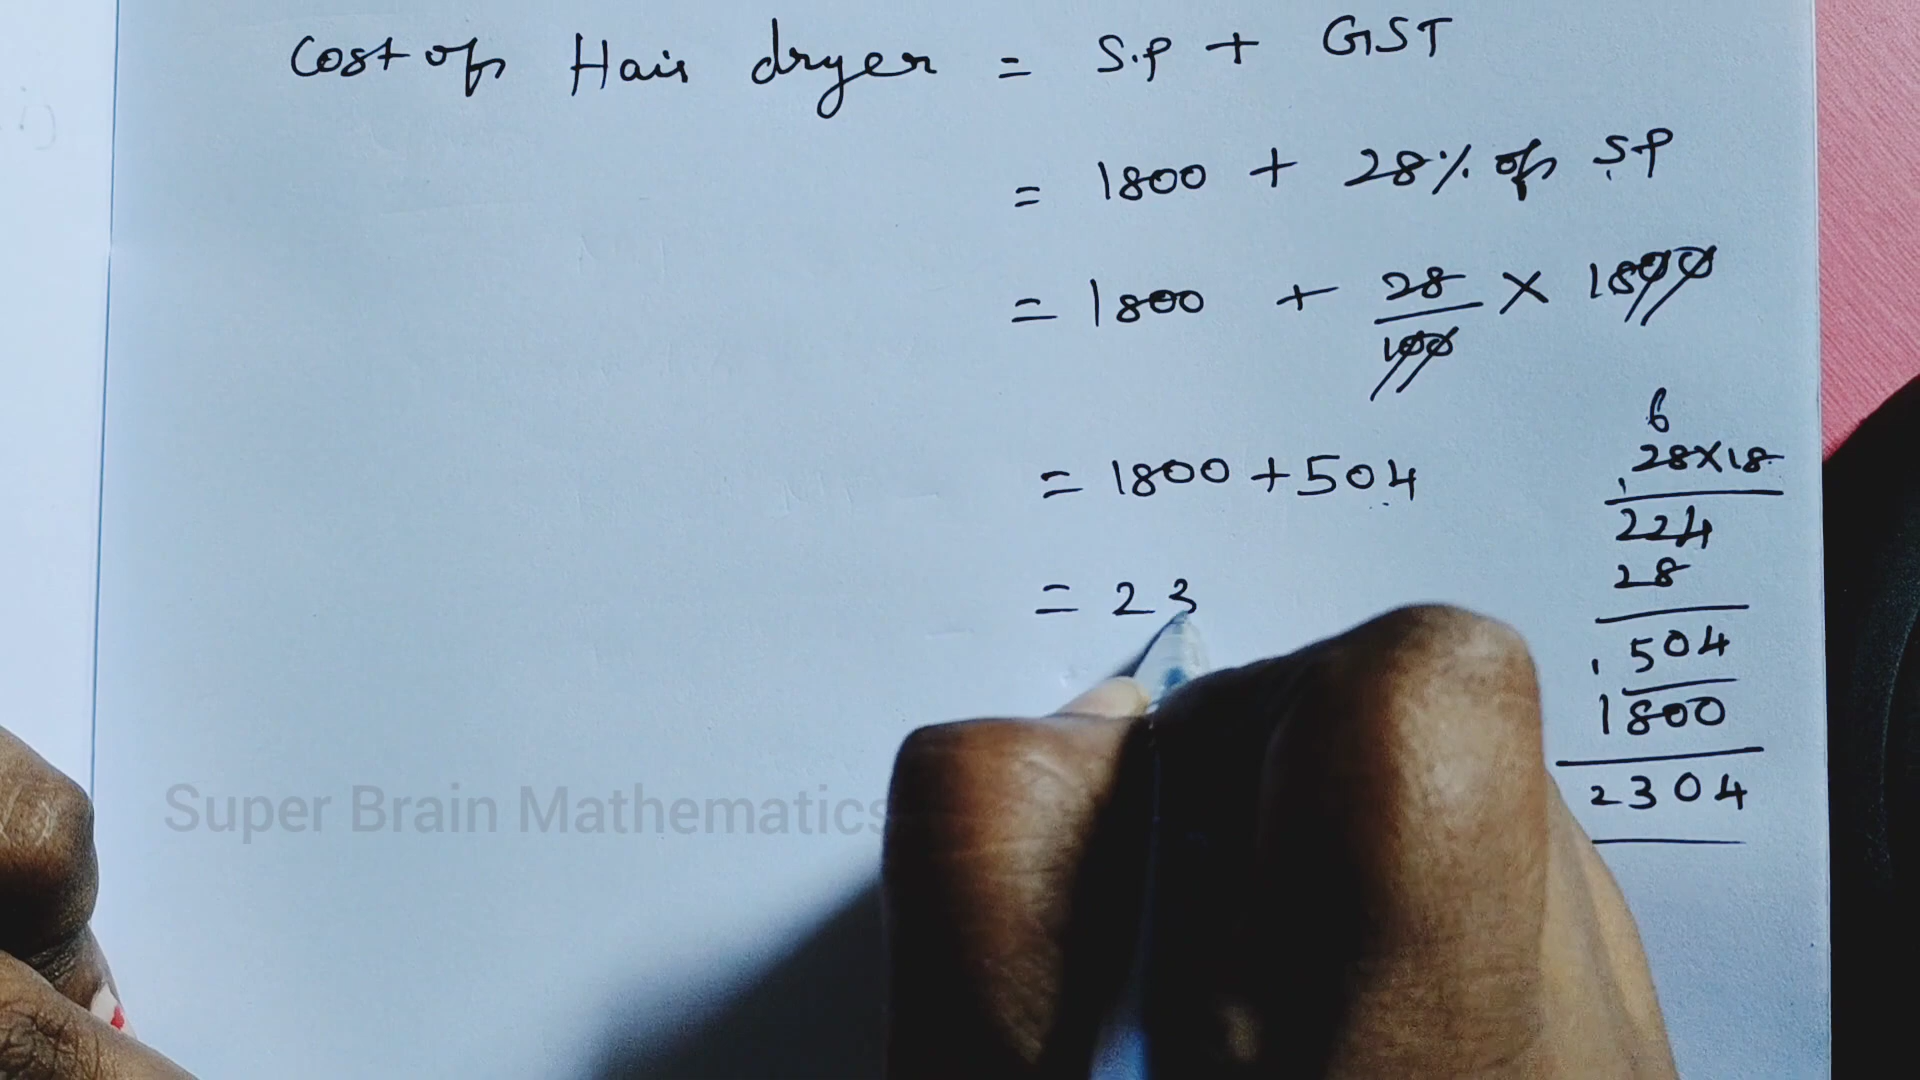 Cost of Hair dryer = S.P + GST
= 1800 + 28% of S.P
= 1800 + 28/100 × 1800
= 1800 + 504
= 23
6
28×18
224
28
504
1800
2304
Super Brain Mathematics